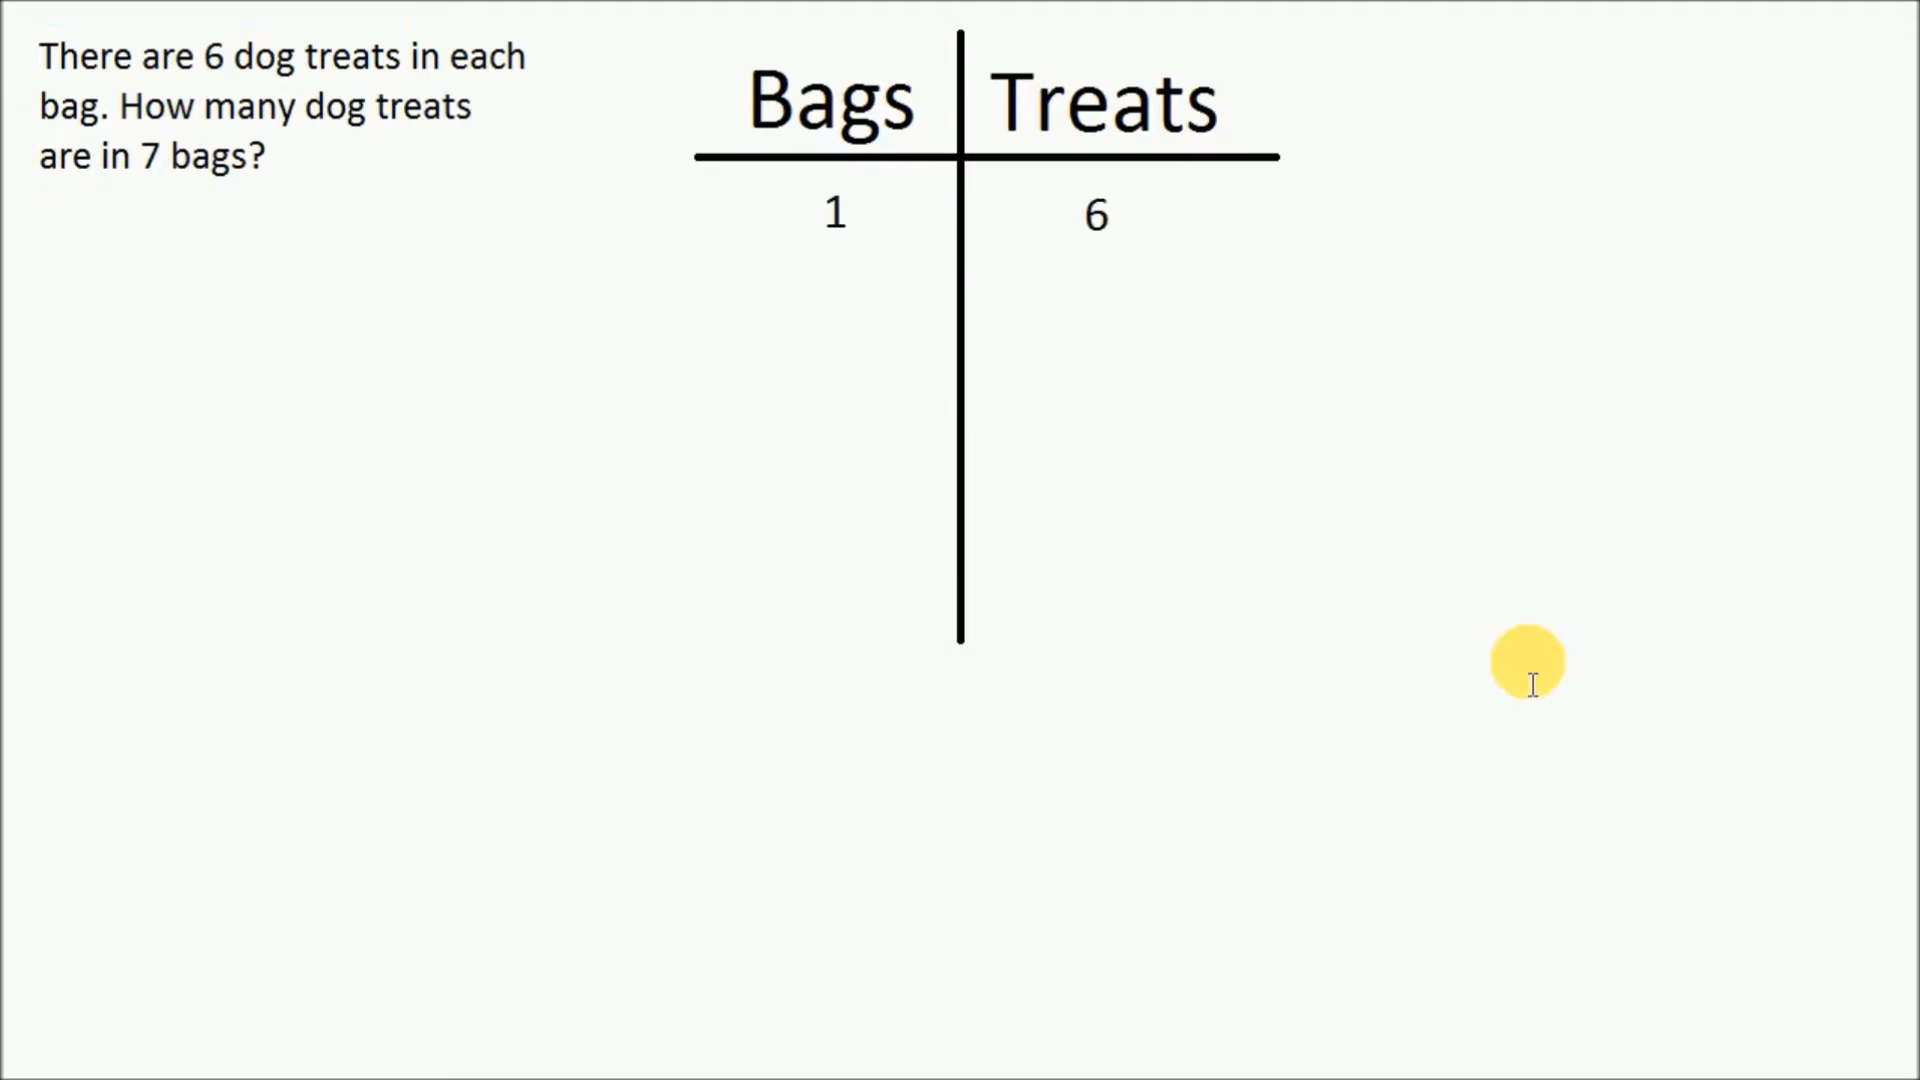 There are 6 dog treats in each
bag. How many dog treats
are in 7 bags?
Bags Treats
1 6